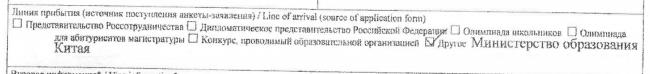 Линия прибытия (источник поступления анкеты-заявления) / Line of arrival (source of application form)
☐ Представительство Россотрудничества ☐ Дипломатическое представительство Российской Федерации ☐ Олимпиада школьников ☐ Олимпиада
для абитуриентов магистратуры ☐ Конкурс, проводимый образовательной организацией ☑ Другое Министерство образования
Китая